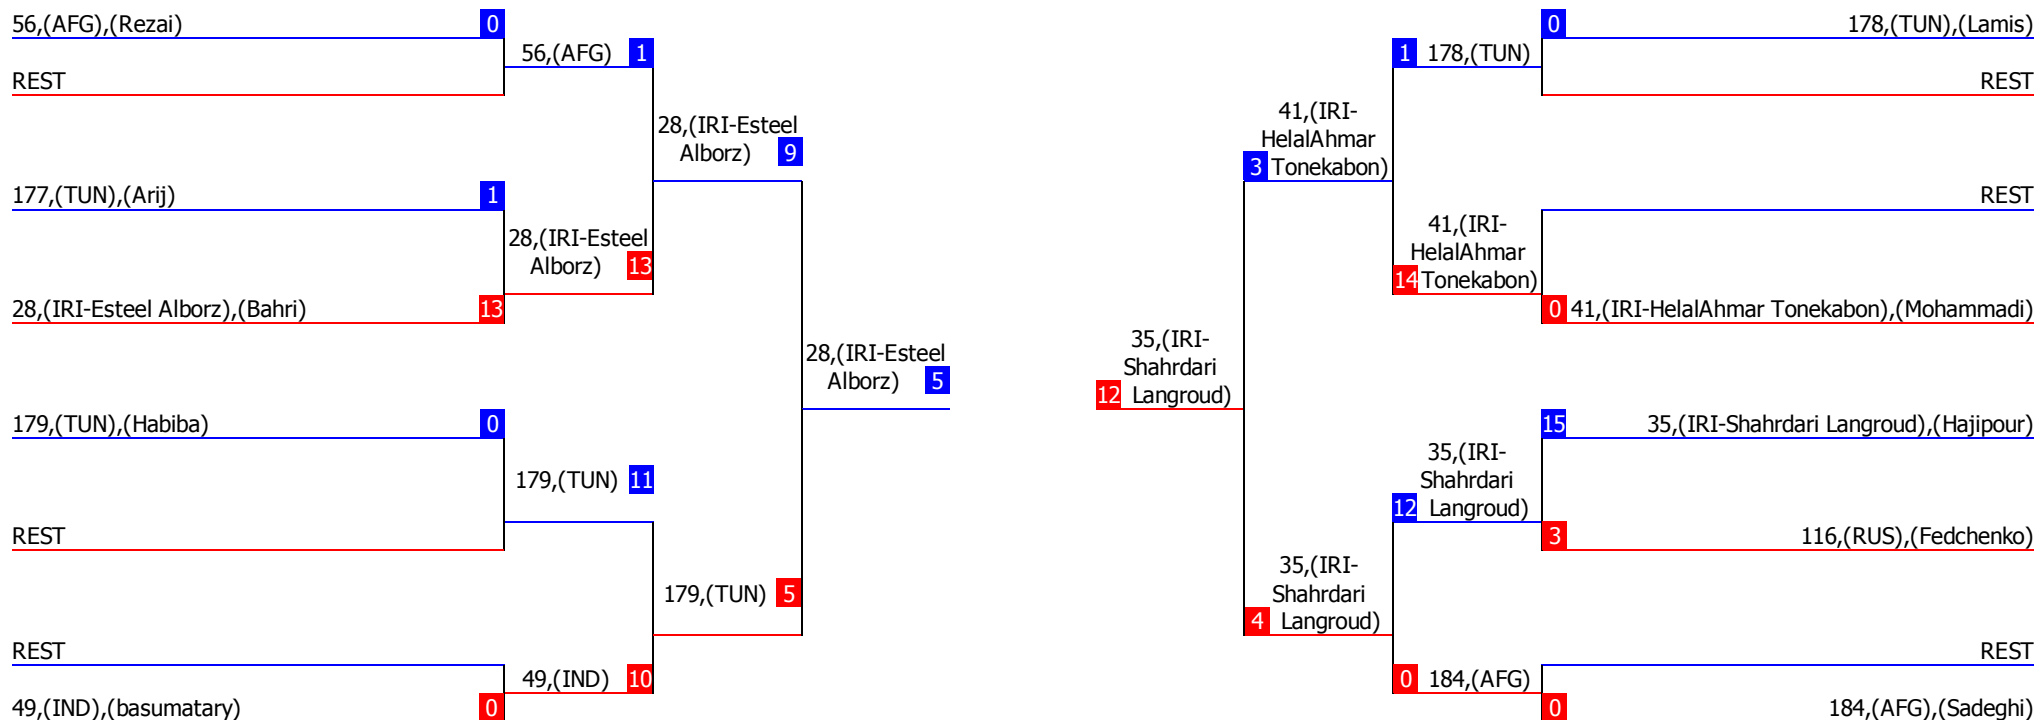 56,(AFG),(Rezai) 0
56,(AFG) 1
REST
28,(IRI-Esteel
Alborz) 9
177,(TUN),(Arij) 1
28,(IRI-Esteel
Alborz) 13
28,(IRI-Esteel Alborz),(Bahri) 13
28,(IRI-Esteel
Alborz) 5
179,(TUN),(Habiba) 0
179,(TUN) 11
REST
179,(TUN) 5
REST
49,(IND) 10
49,(IND),(basumatary) 0
0 178,(TUN),(Lamis)
1 178,(TUN)
REST
41,(IRI-
HelalAhmar
3 Tonekabon)
REST
41,(IRI-
HelalAhmar
14 Tonekabon)
0 41,(IRI-HelalAhmar Tonekabon),(Mohammadi)
35,(IRI-
Shahrdari
12 Langroud)
15 35,(IRI-Shahrdari Langroud),(Hajipour)
35,(IRI-
Shahrdari
12 Langroud)
3 116,(RUS),(Fedchenko)
35,(IRI-
Shahrdari
4 Langroud)
REST
0 184,(AFG)
0 184,(AFG),(Sadeghi)